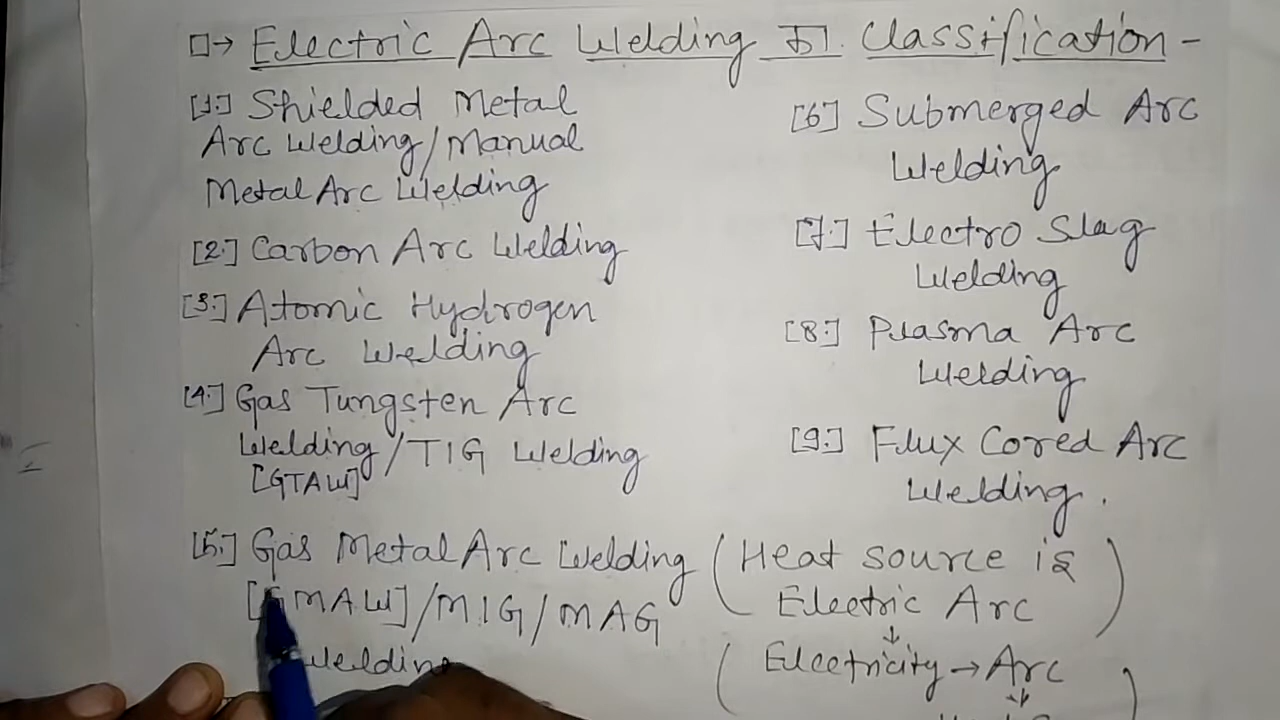 □→ Electric Arc Welding का Classification -
[1.] Shielded Metal
Arc Welding/Manual
Metal Arc Welding
[2.] Carbon Arc Welding
[3.] Atomic Hydrogen
Arc Welding
[4.] Gas Tungsten Arc
Welding/TIG Welding
[GTAW]
[5.] Gas Metal Arc Welding
[GMAW]/MIG/MAG
Welding
[6] Submerged Arc
Welding
[7.] Electro Slag
Welding
[8.] Plasma Arc
Welding
[9.] Flux Cored Arc
Welding.
(Heat source is
Electric Arc)
↓
(Electricity → Arc
↓